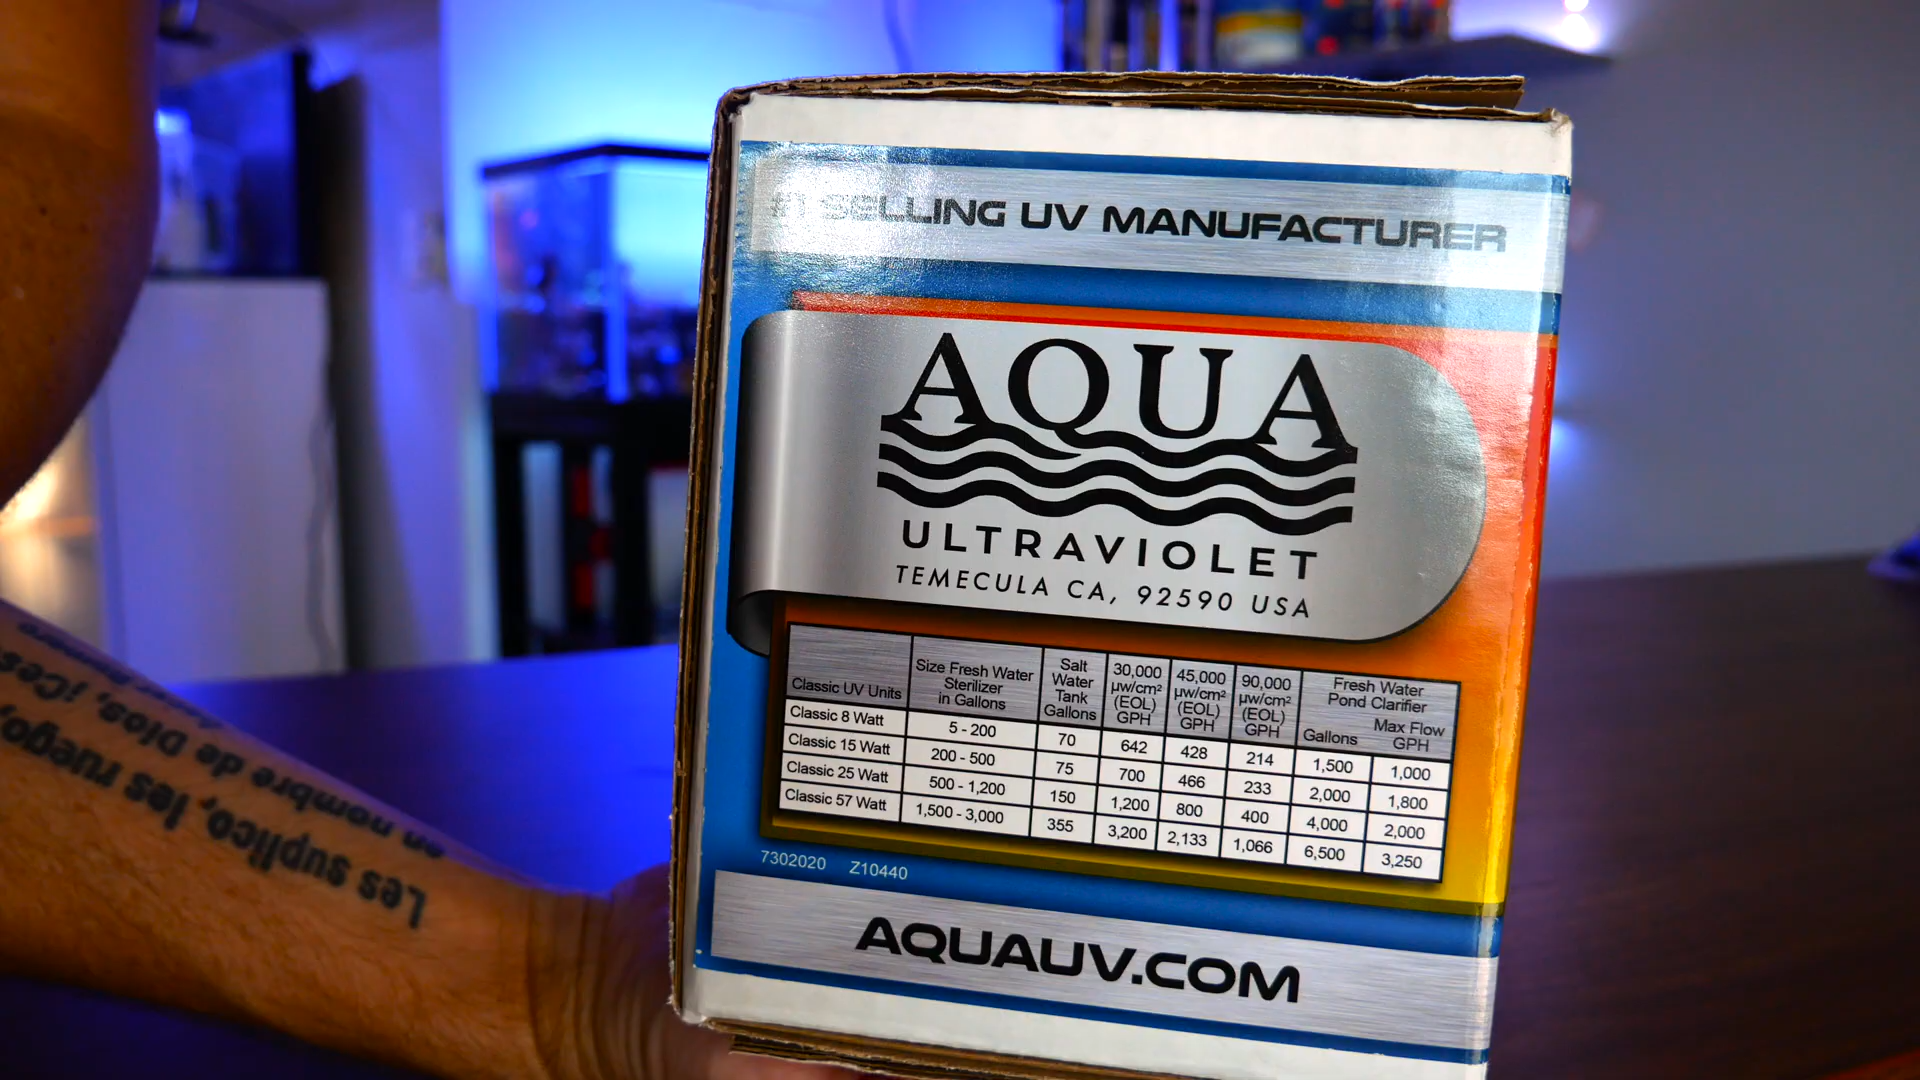 #1 SELLING UV MANUFACTURER
AQUA
ULTRAVIOLET
TEMECULA CA, 92590 USA
Classic UV Units Size Fresh Water Sterilizer in Gallons Salt Water Tank Gallons 30,000 µw/cm² (EOL) GPH 45,000 µw/cm² (EOL) GPH 90,000 µw/cm² (EOL) GPH Fresh Water Pond Clarifier Gallons Max Flow GPH
Classic 8 Watt 5 - 200 70 642 428 214 1,500 1,000
Classic 15 Watt 200 - 500 75 700 466 233 2,000 1,800
Classic 25 Watt 500 - 1,200 150 1,200 800 400 4,000 2,000
Classic 57 Watt 1,500 - 3,000 355 3,200 2,133 1,066 6,500 3,250
7302020 Z10440
AQUAUV.COM
Les suplico, les ruego,
en nombre de Dios, ¡Ces